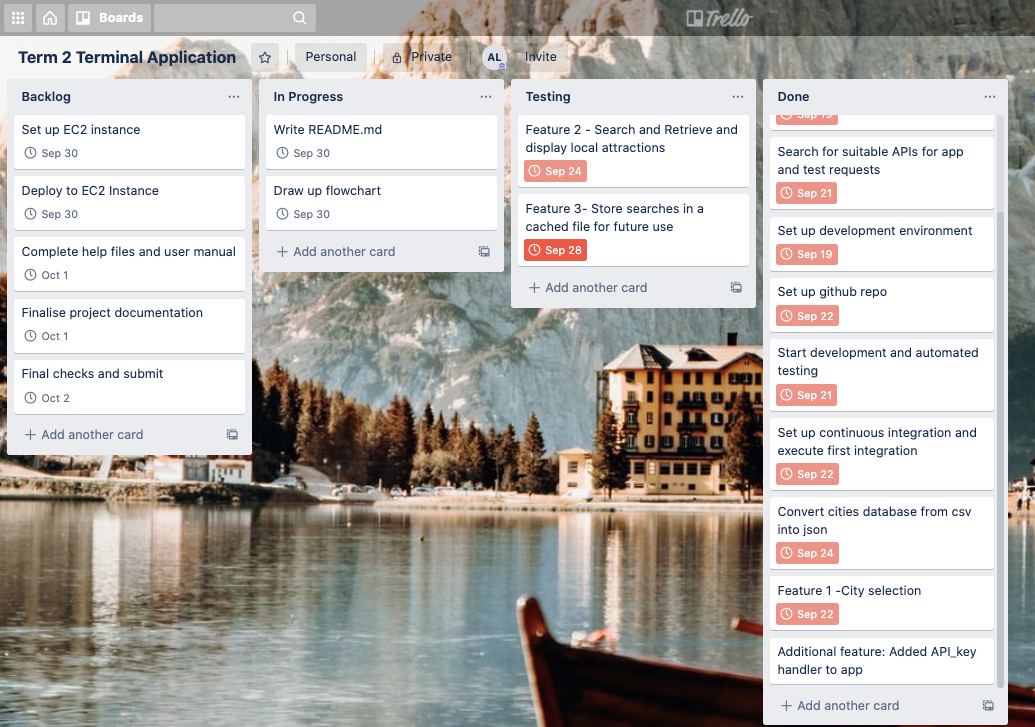 Boards
Trello
Term 2 Terminal Application
Personal
Private
AL
Invite
Backlog
Set up EC2 instance
Sep 30
Deploy to EC2 Instance
Sep 30
Complete help files and user manual
Oct 1
Finalise project documentation
Oct 1
Final checks and submit
Oct 2
Add another card
In Progress
Write README.md
Sep 30
Draw up flowchart
Sep 30
Add another card
Testing
Feature 2 - Search and Retrieve and
display local attractions
Sep 24
Feature 3- Store searches in a
cached file for future use
Sep 28
Add another card
Done
Sep 19
Search for suitable APIs for app
and test requests
Sep 21
Set up development environment
Sep 19
Set up github repo
Sep 22
Start development and automated
testing
Sep 21
Set up continuous integration and
execute first integration
Sep 22
Convert cities database from csv
into json
Sep 24
Feature 1 -City selection
Sep 22
Additional feature: Added API_key
handler to app
Add another card